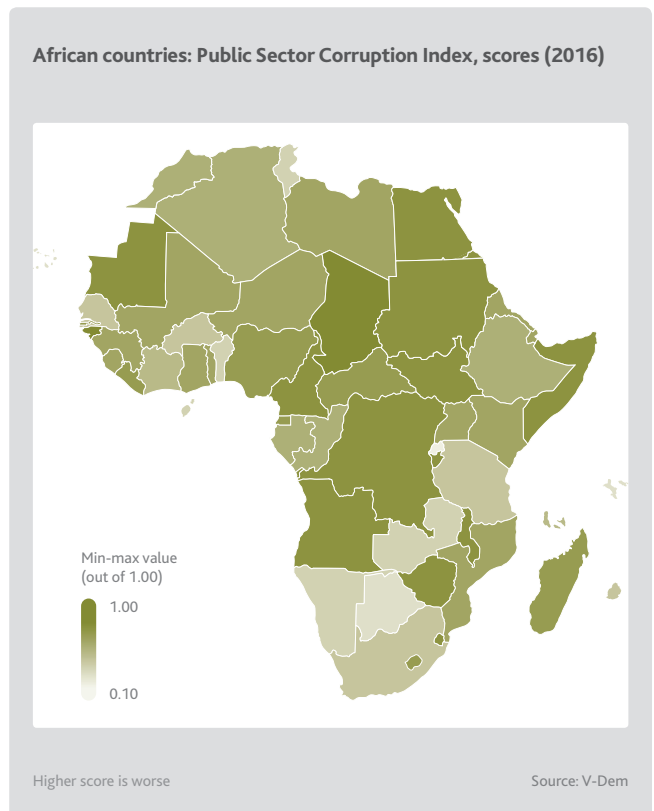 African countries: Public Sector Corruption Index, scores (2016)
Min-max value
(out of 1.00)
1.00
0.10
Higher score is worse
Source: V-Dem